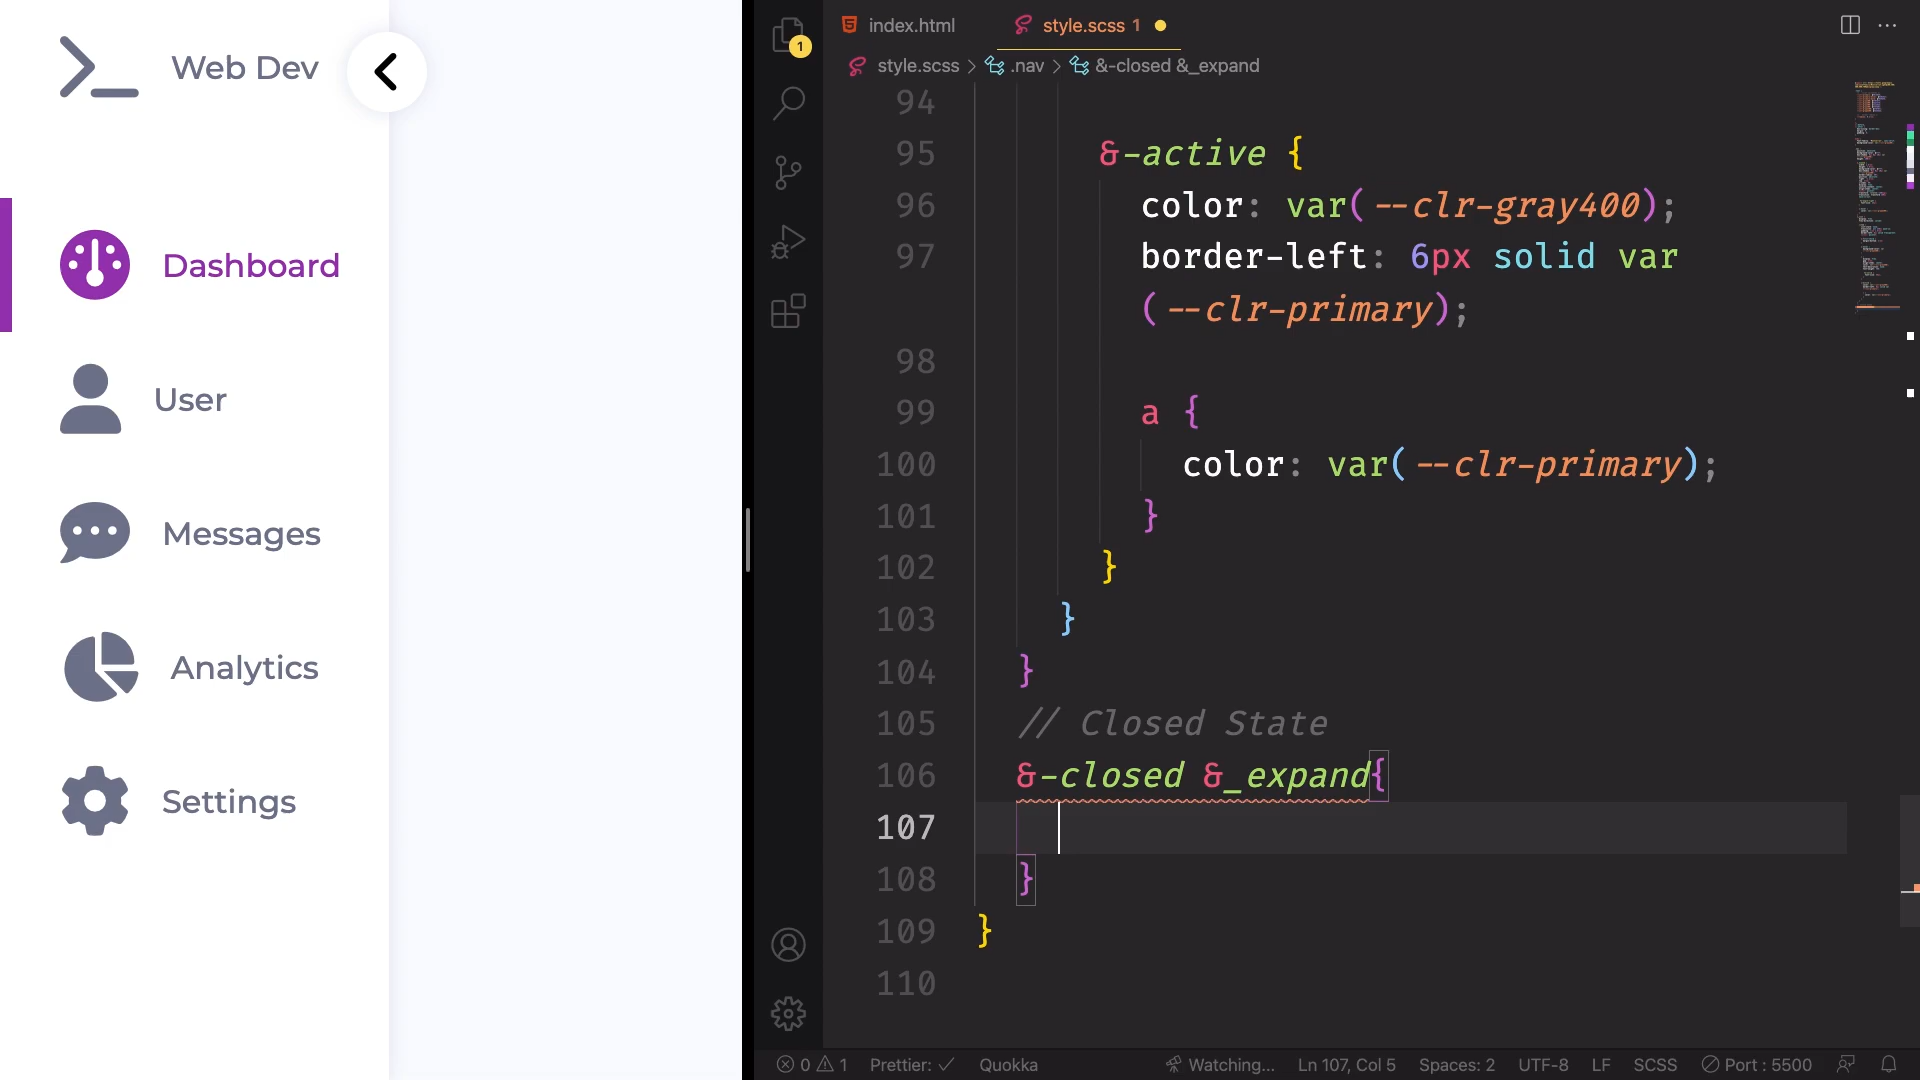 Web Dev
Dashboard
User
Messages
Analytics
Settings
1
index.html
style.scss 1
style.scss > .nav > &-closed &_expand
94
95 &-active {
96 color: var(--clr-gray400);
97 border-left: 6px solid var
(--clr-primary);
98
99 a {
100 color: var(--clr-primary);
101 }
102 }
103 }
104 }
105 // Closed State
106 &-closed &_expand{
107
108 }
109 }
110
0 1 Prettier: ✓ Quokka Watching... Ln 107, Col 5 Spaces: 2 UTF-8 LF SCSS Port : 5500